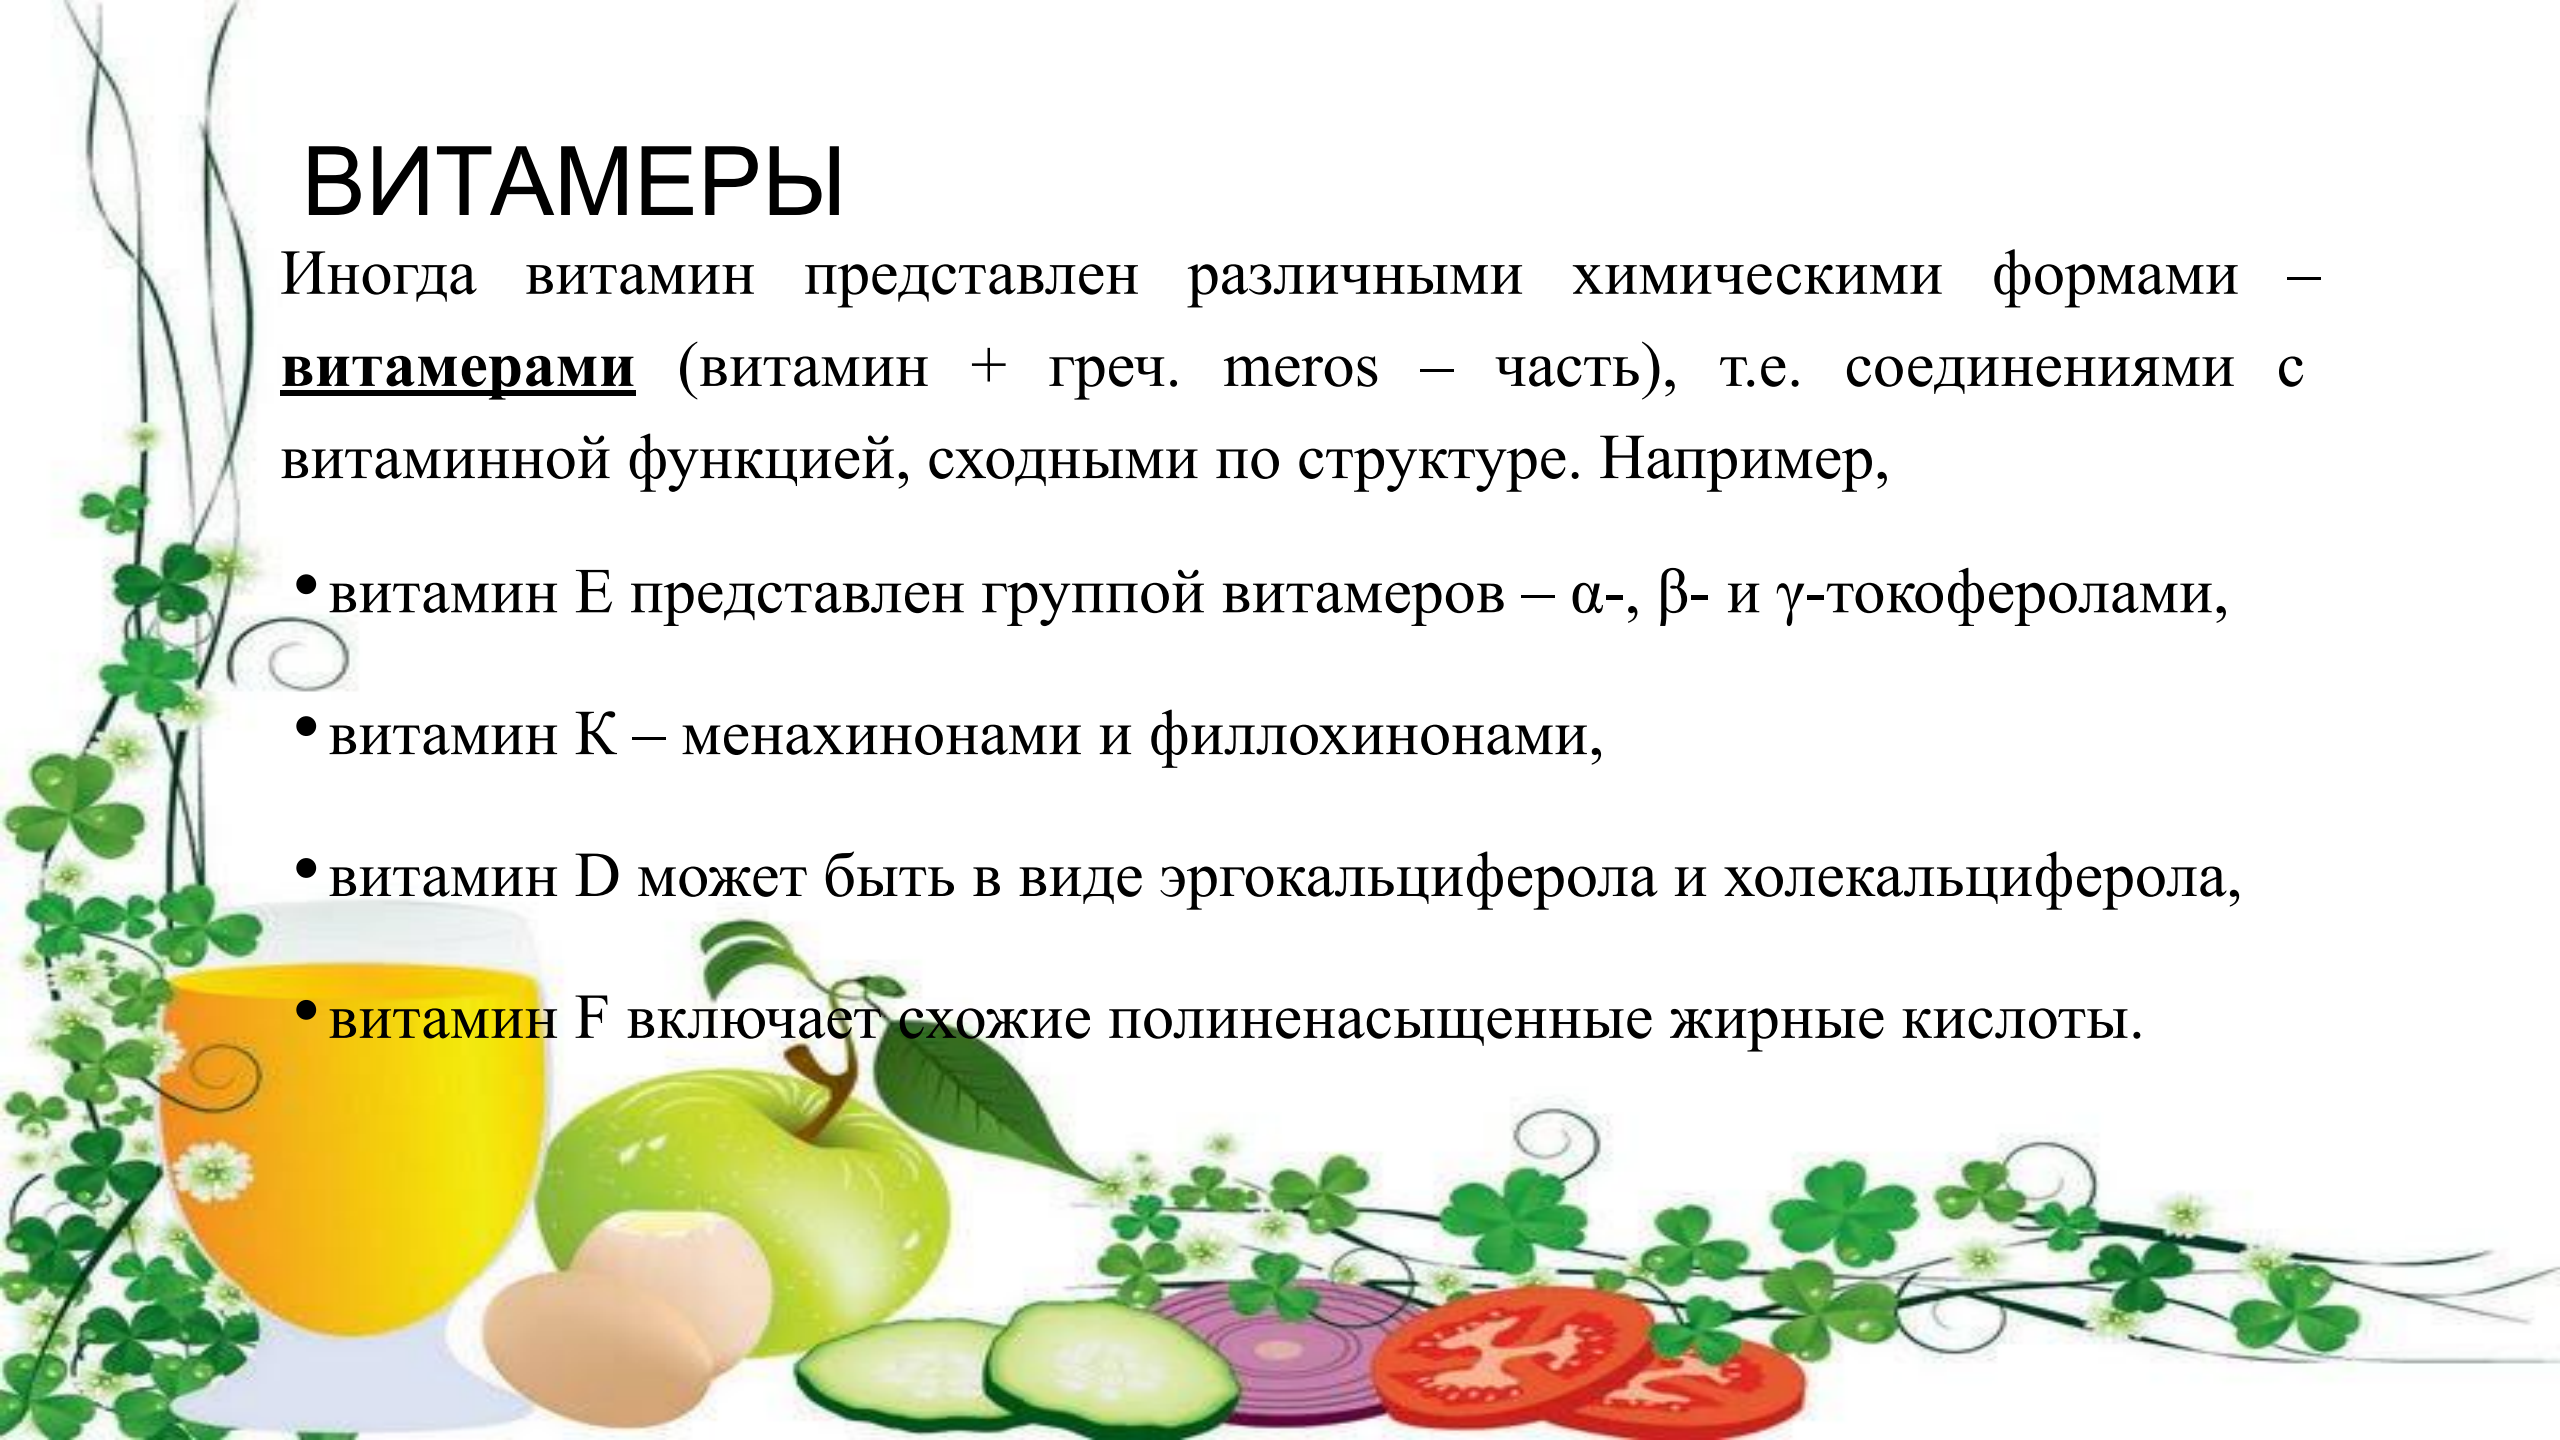 ВИТАМЕРЫ
Иногда витамин представлен различными химическими формами –
витамерами (витамин + греч. meros – часть), т.е. соединениями с
витаминной функцией, сходными по структуре. Например,
• витамин Е представлен группой витамеров – α-, β- и γ-токоферолами,
• витамин К – менахинонами и филлохинонами,
• витамин D может быть в виде эргокальциферола и холекальциферола,
• витамин F включает схожие полиненасыщенные жирные кислоты.